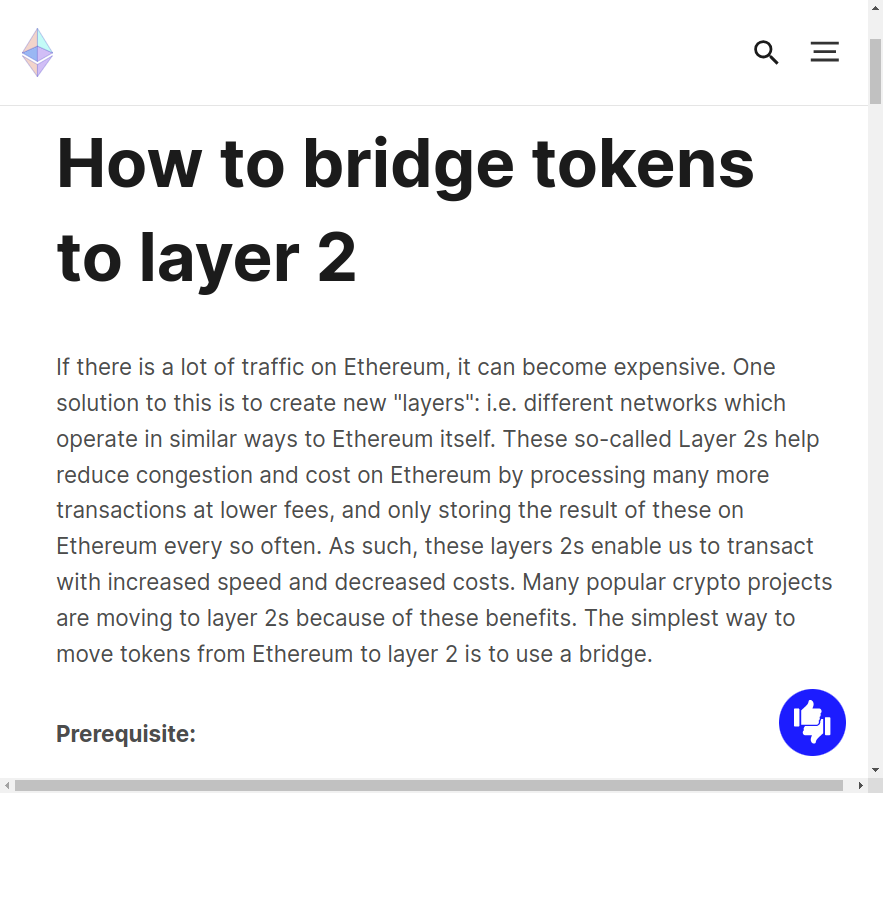 How to bridge tokens
to layer 2
If there is a lot of traffic on Ethereum, it can become expensive. One
solution to this is to create new "layers": i.e. different networks which
operate in similar ways to Ethereum itself. These so-called Layer 2s help
reduce congestion and cost on Ethereum by processing many more
transactions at lower fees, and only storing the result of these on
Ethereum every so often. As such, these layers 2s enable us to transact
with increased speed and decreased costs. Many popular crypto projects
are moving to layer 2s because of these benefits. The simplest way to
move tokens from Ethereum to layer 2 is to use a bridge.
Prerequisite: